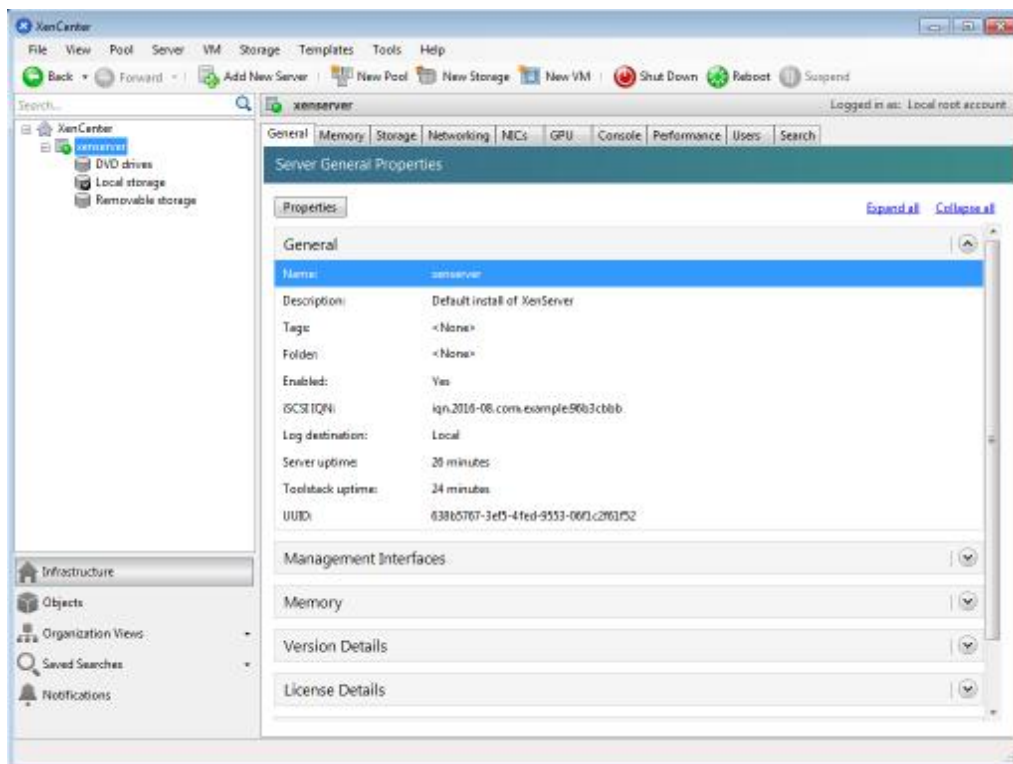 XenCenter
File View Pool Server VM Storage Templates Tools Help
Back Forward Add New Server New Pool New Storage New VM Shut Down Reboot Suspend
Search...
xenserver Logged in as: Local root account
XenCenter
xenserver
DVD drives
Local storage
Removable storage
General Memory Storage Networking NICs GPU Console Performance Users Search
Server General Properties
Properties Expand all Collapse all
General
Name: xenserver
Description: Default install of XenServer
Tags: <None>
Folder: <None>
Enabled: Yes
iSCSI IQN: iqn.2016-08.com.example:96b3cbbb
Log destination: Local
Server uptime: 26 minutes
Toolstack uptime: 24 minutes
UUID: 638b5767-3ef5-4fed-9553-06f1c2f61f52
Management Interfaces
Memory
Version Details
License Details
Infrastructure
Objects
Organization Views
Saved Searches
Notifications